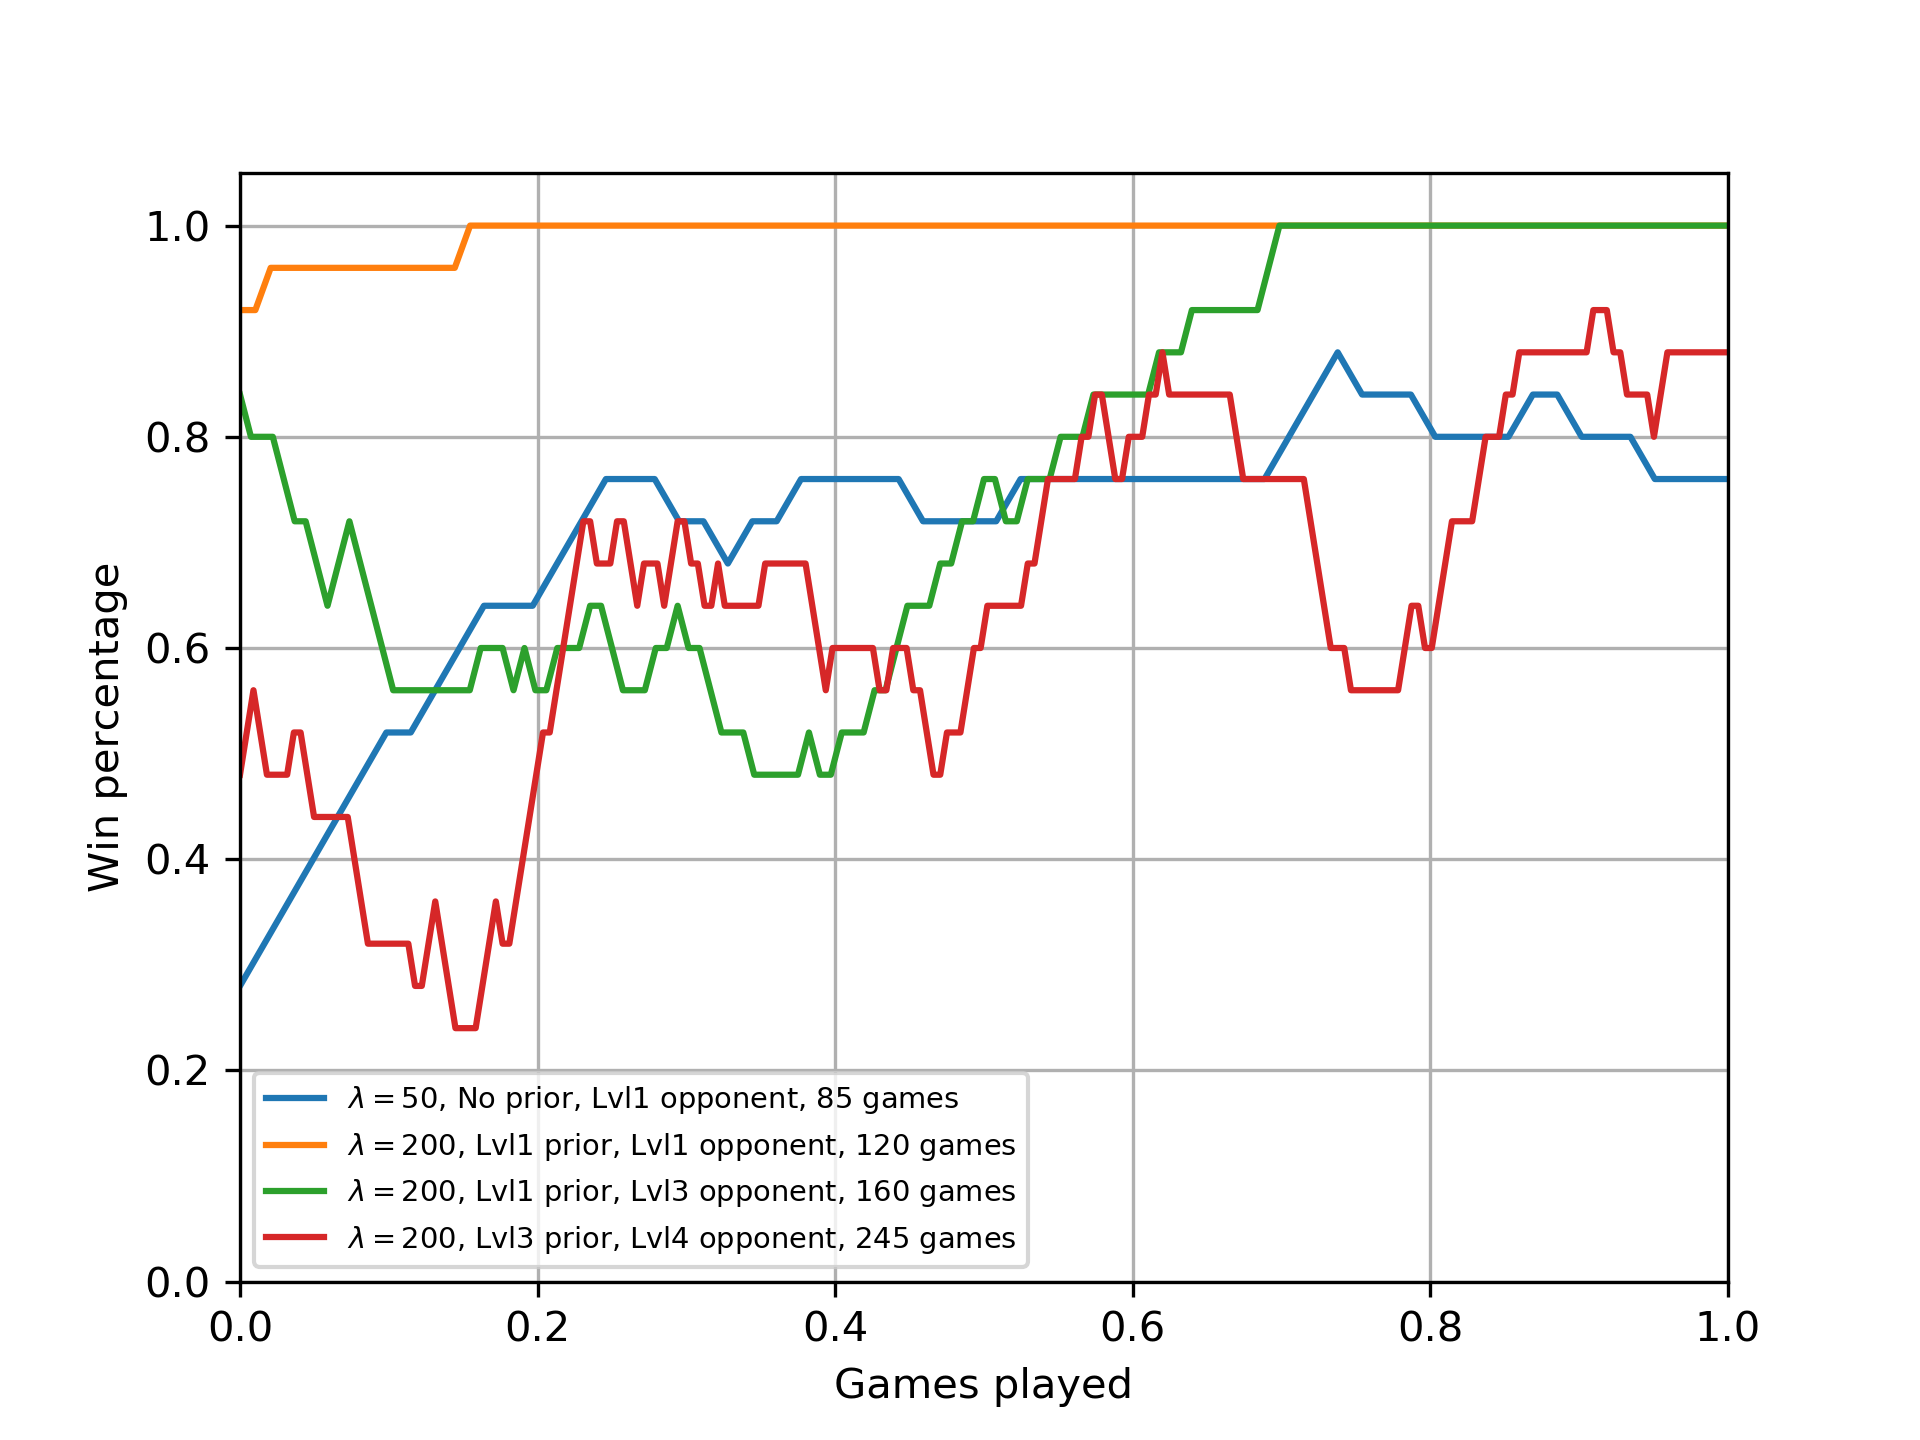 1.0
0.8
0.6
0.4
0.2
0.0
Win percentage
λ = 50, No prior, Lvl1 opponent, 85 games
λ = 200, Lvl1 prior, Lvl1 opponent, 120 games
λ = 200, Lvl1 prior, Lvl3 opponent, 160 games
λ = 200, Lvl3 prior, Lvl4 opponent, 245 games
0.0 0.2 0.4 0.6 0.8 1.0
Games played